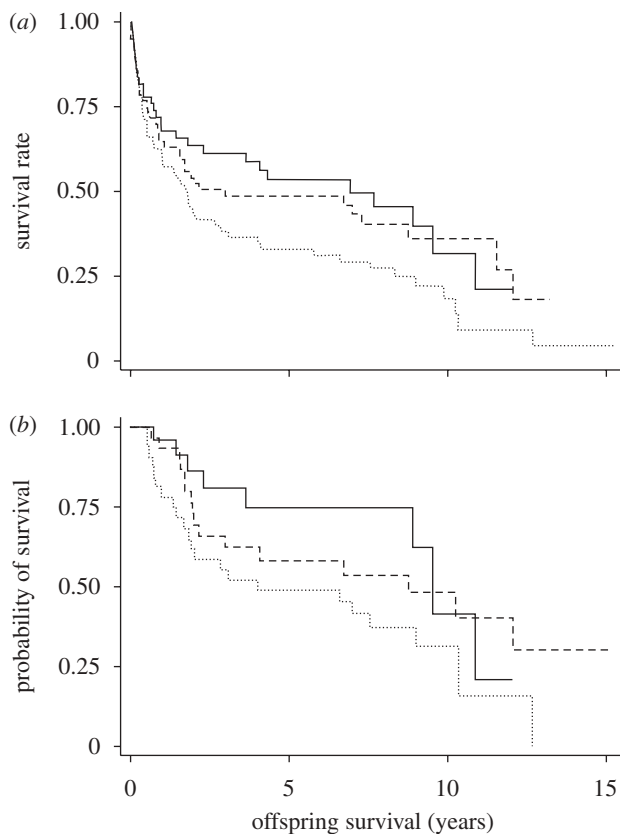 (a)
1.00
0.75
0.50
0.25
0
survival rate
(b)
1.00
0.75
0.50
0.25
0
probability of survival
0 5 10 15
offspring survival (years)